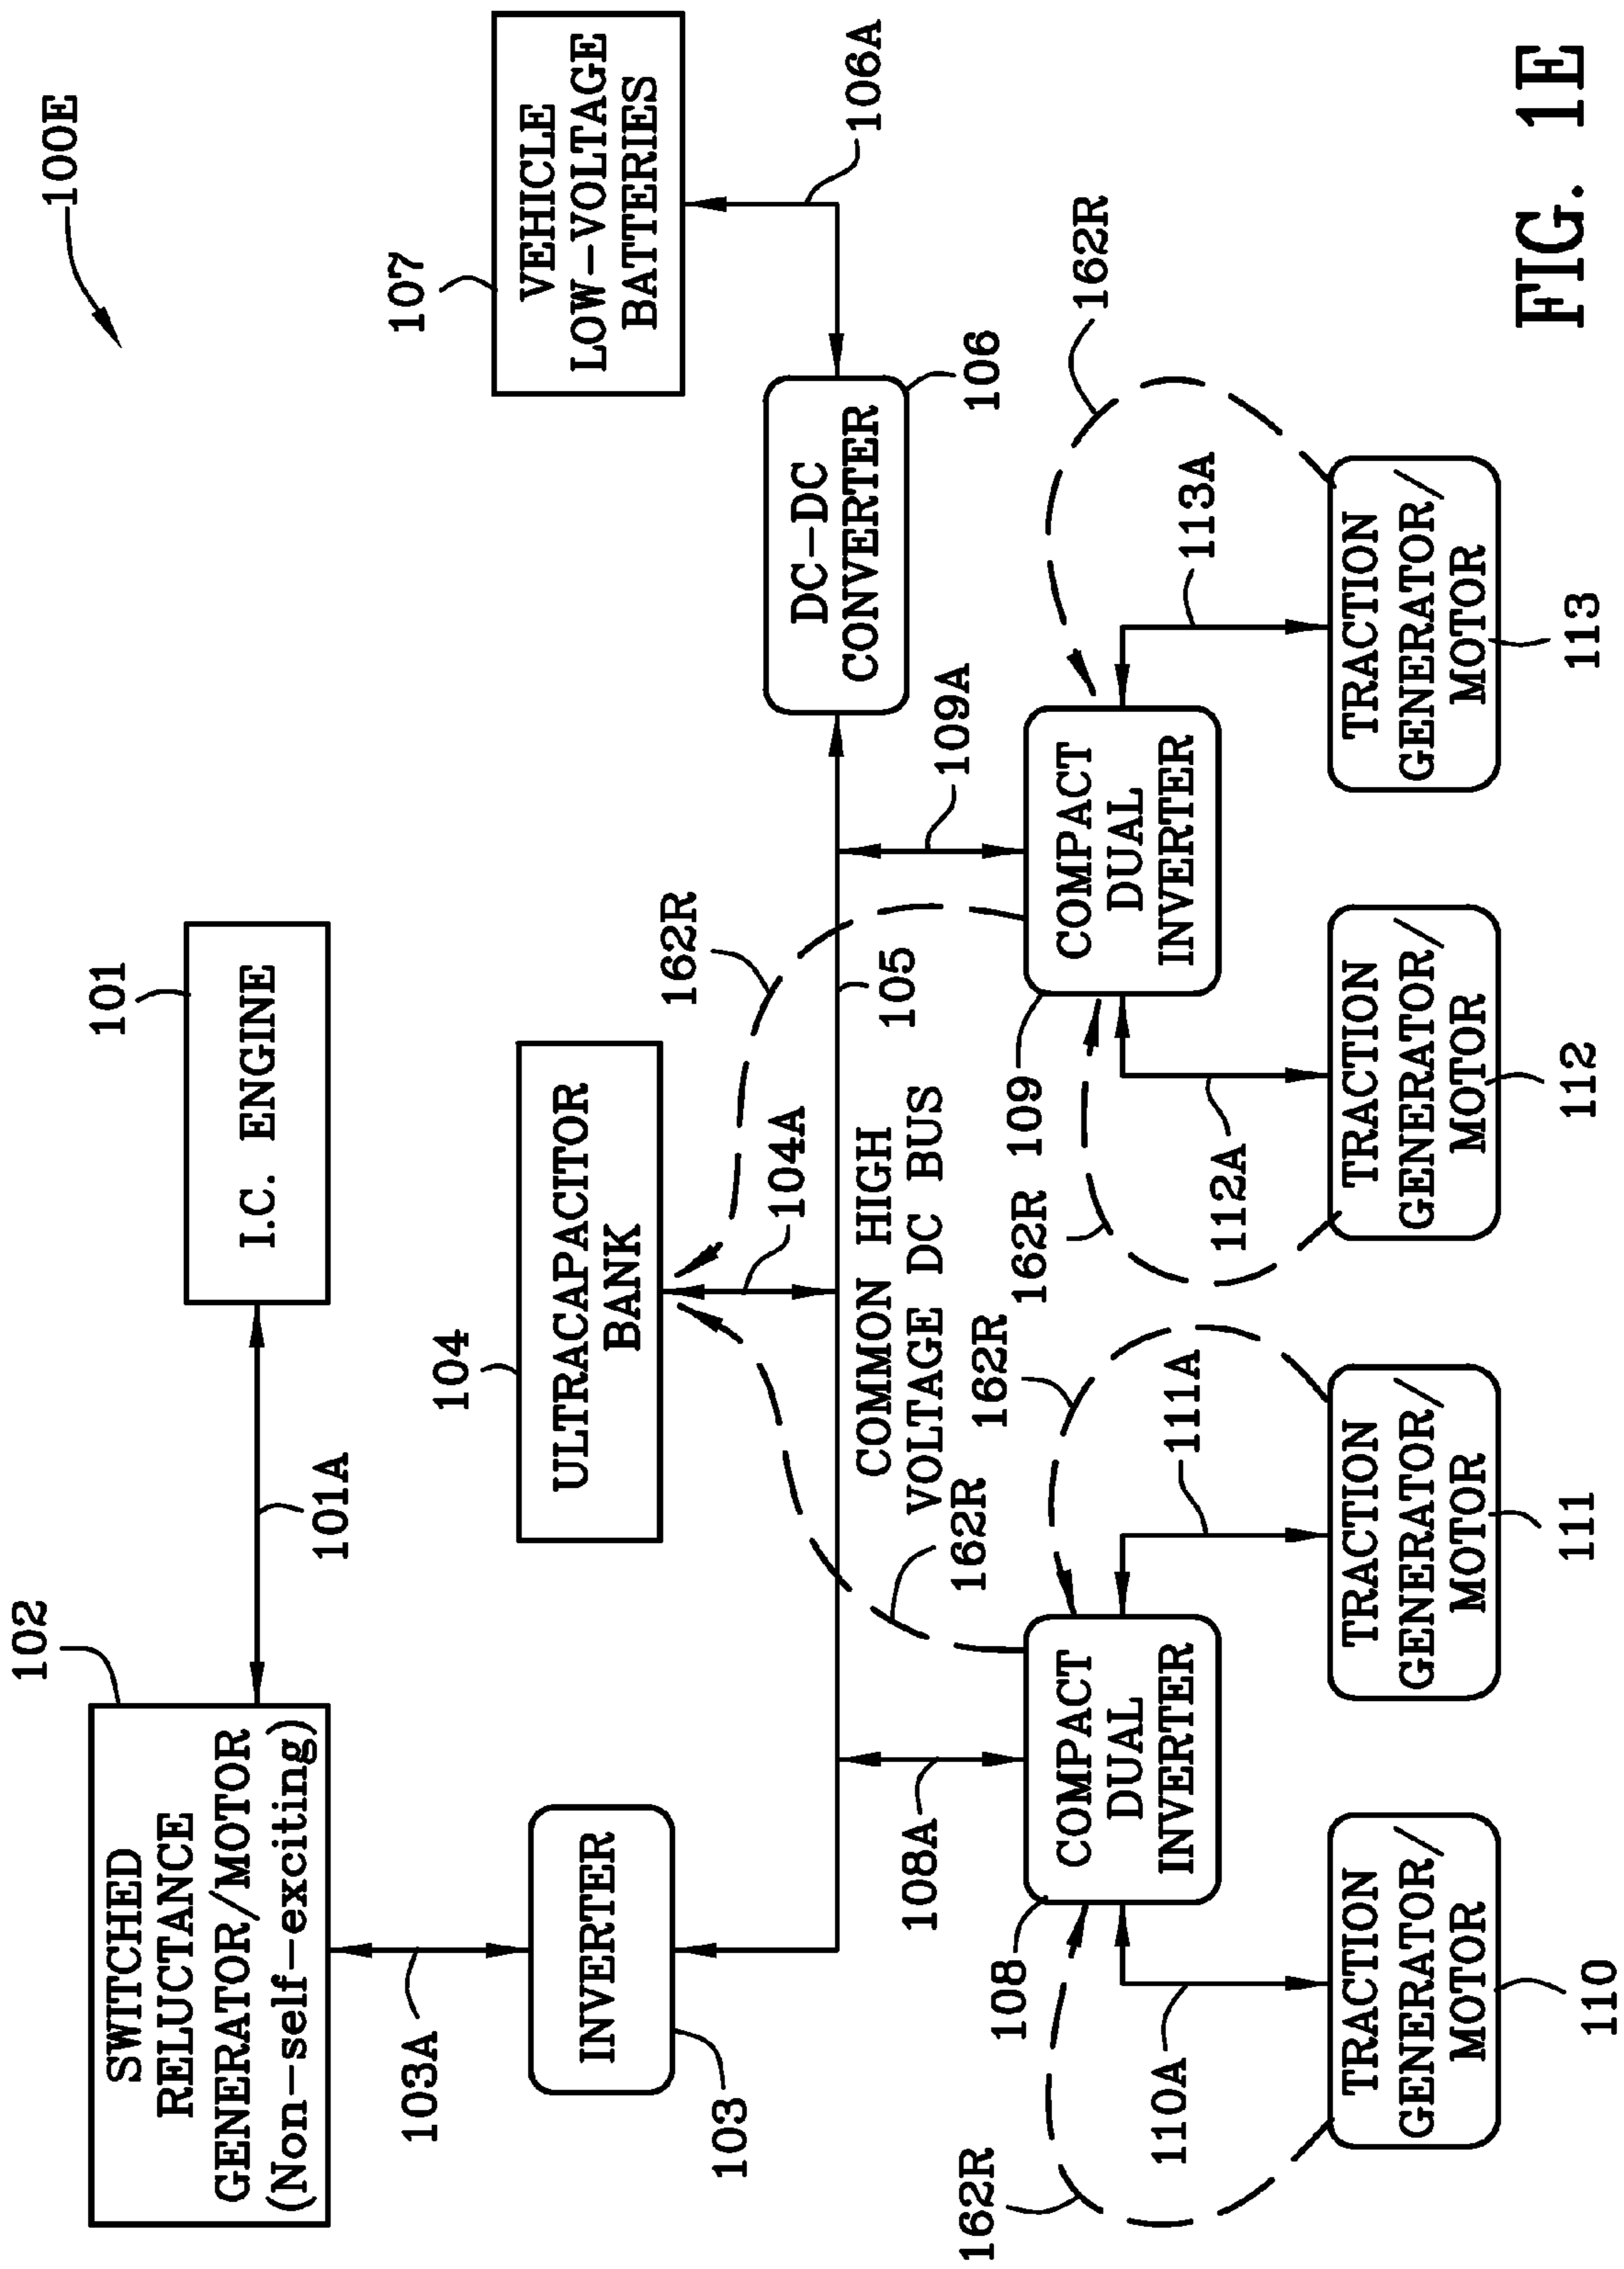 100E
102
SWITCHED
RELUCTANCE
GENERATOR/MOTOR
(Non-self-exciting)
101A
101
I.C. ENGINE
103A
INVERTER
103
104
ULTRACAPACITOR
BANK
104A
162R
107
VEHICLE
LOW-VOLTAGE
BATTERIES
106A
DC-DC
CONVERTER
106
109A
105
COMMON HIGH
VOLTAGE DC BUS
162R
108A
162R
111A
108
COMPACT
DUAL
INVERTER
109
COMPACT
DUAL
INVERTER
162R
113A
162R
110A
162R
112A
TRACTION
GENERATOR/
MOTOR
110
TRACTION
GENERATOR/
MOTOR
111
TRACTION
GENERATOR/
MOTOR
112
TRACTION
GENERATOR/
MOTOR
113
FIG. 1E